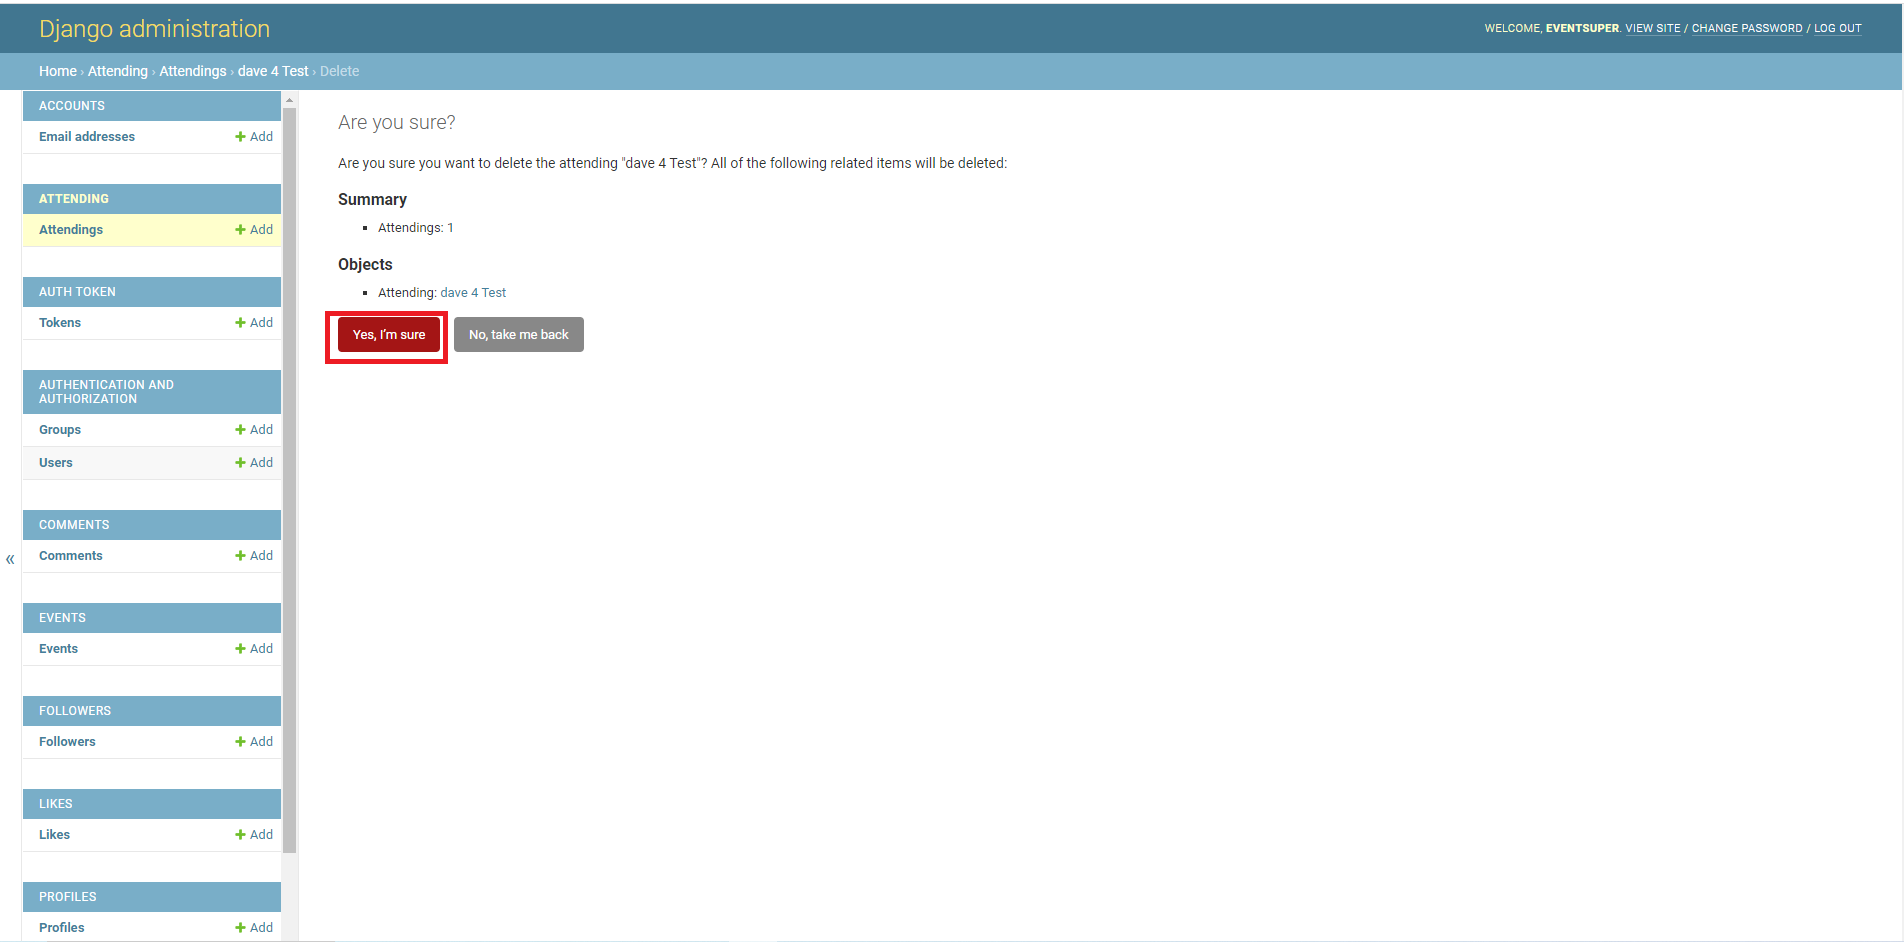 Django administration
WELCOME, EVENTSUPER. VIEW SITE / CHANGE PASSWORD / LOG OUT
Home › Attending › Attendings › dave 4 Test › Delete
ACCOUNTS
Email addresses + Add
ATTENDING
Attendings + Add
AUTH TOKEN
Tokens + Add
AUTHENTICATION AND
AUTHORIZATION
Groups + Add
Users + Add
COMMENTS
Comments + Add
EVENTS
Events + Add
FOLLOWERS
Followers + Add
LIKES
Likes + Add
PROFILES
Profiles + Add
«
Are you sure?
Are you sure you want to delete the attending "dave 4 Test"? All of the following related items will be deleted:
Summary
Attendings: 1
Objects
Attending: dave 4 Test
Yes, I’m sure No, take me back